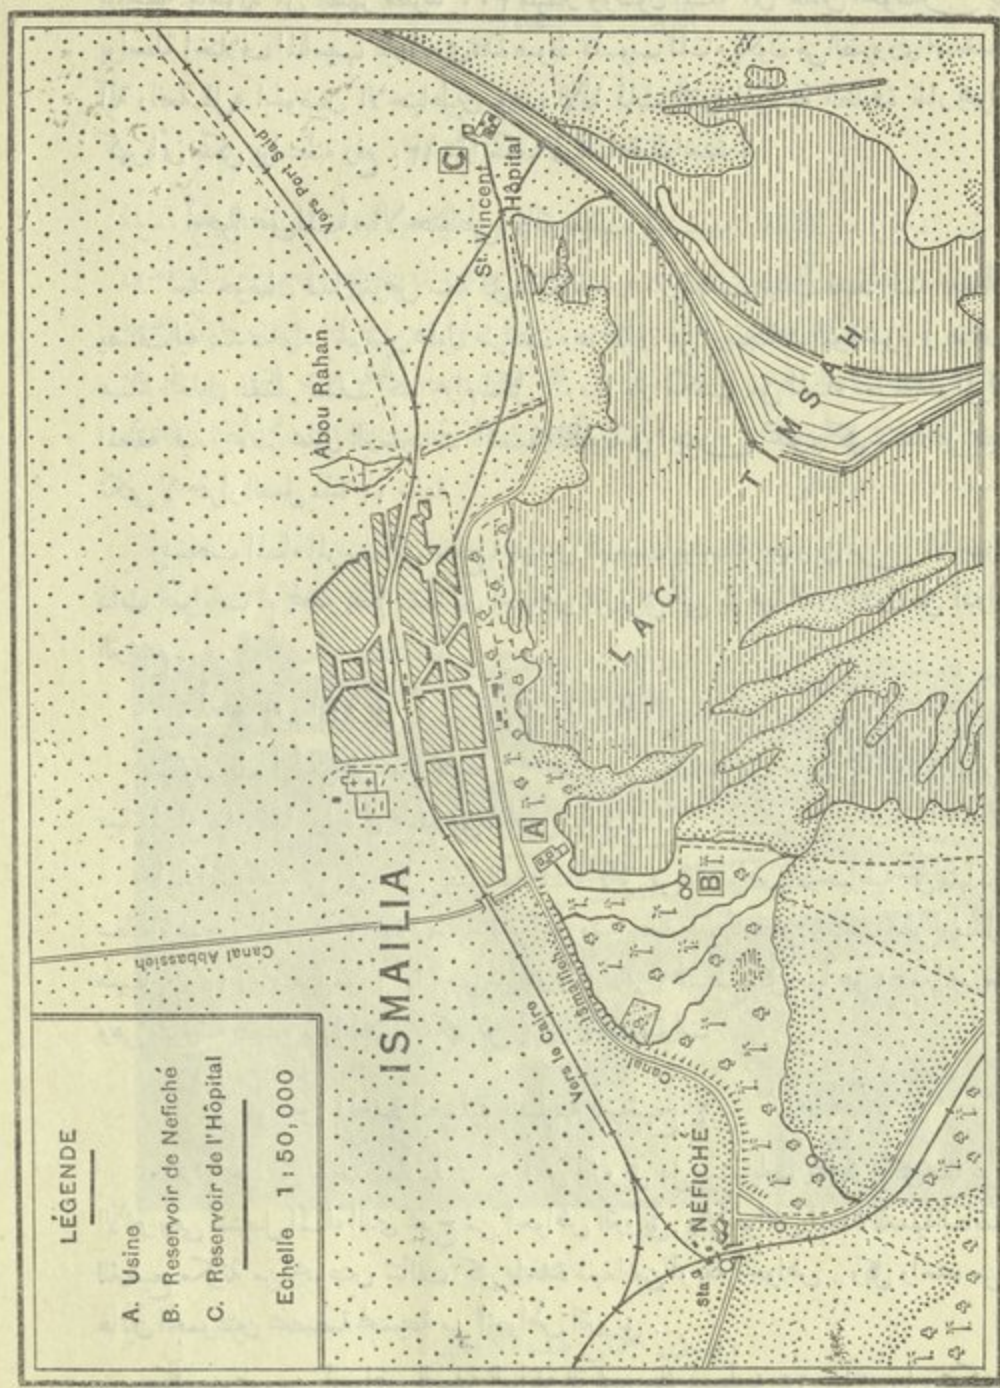 LÉGENDE
A. Usine
B. Reservoir de Nefiché
C. Reservoir de l'Hôpital
Echelle 1:50,000
ISMAILIA
Canal Abbassieh
Vers Port Said
Abou Rahan
St. Vincent
Hôpital
C
A
B
LAC
TIMSAH
Vers le Caire
Canal Ismailieh
Sta
NEFICHÉ